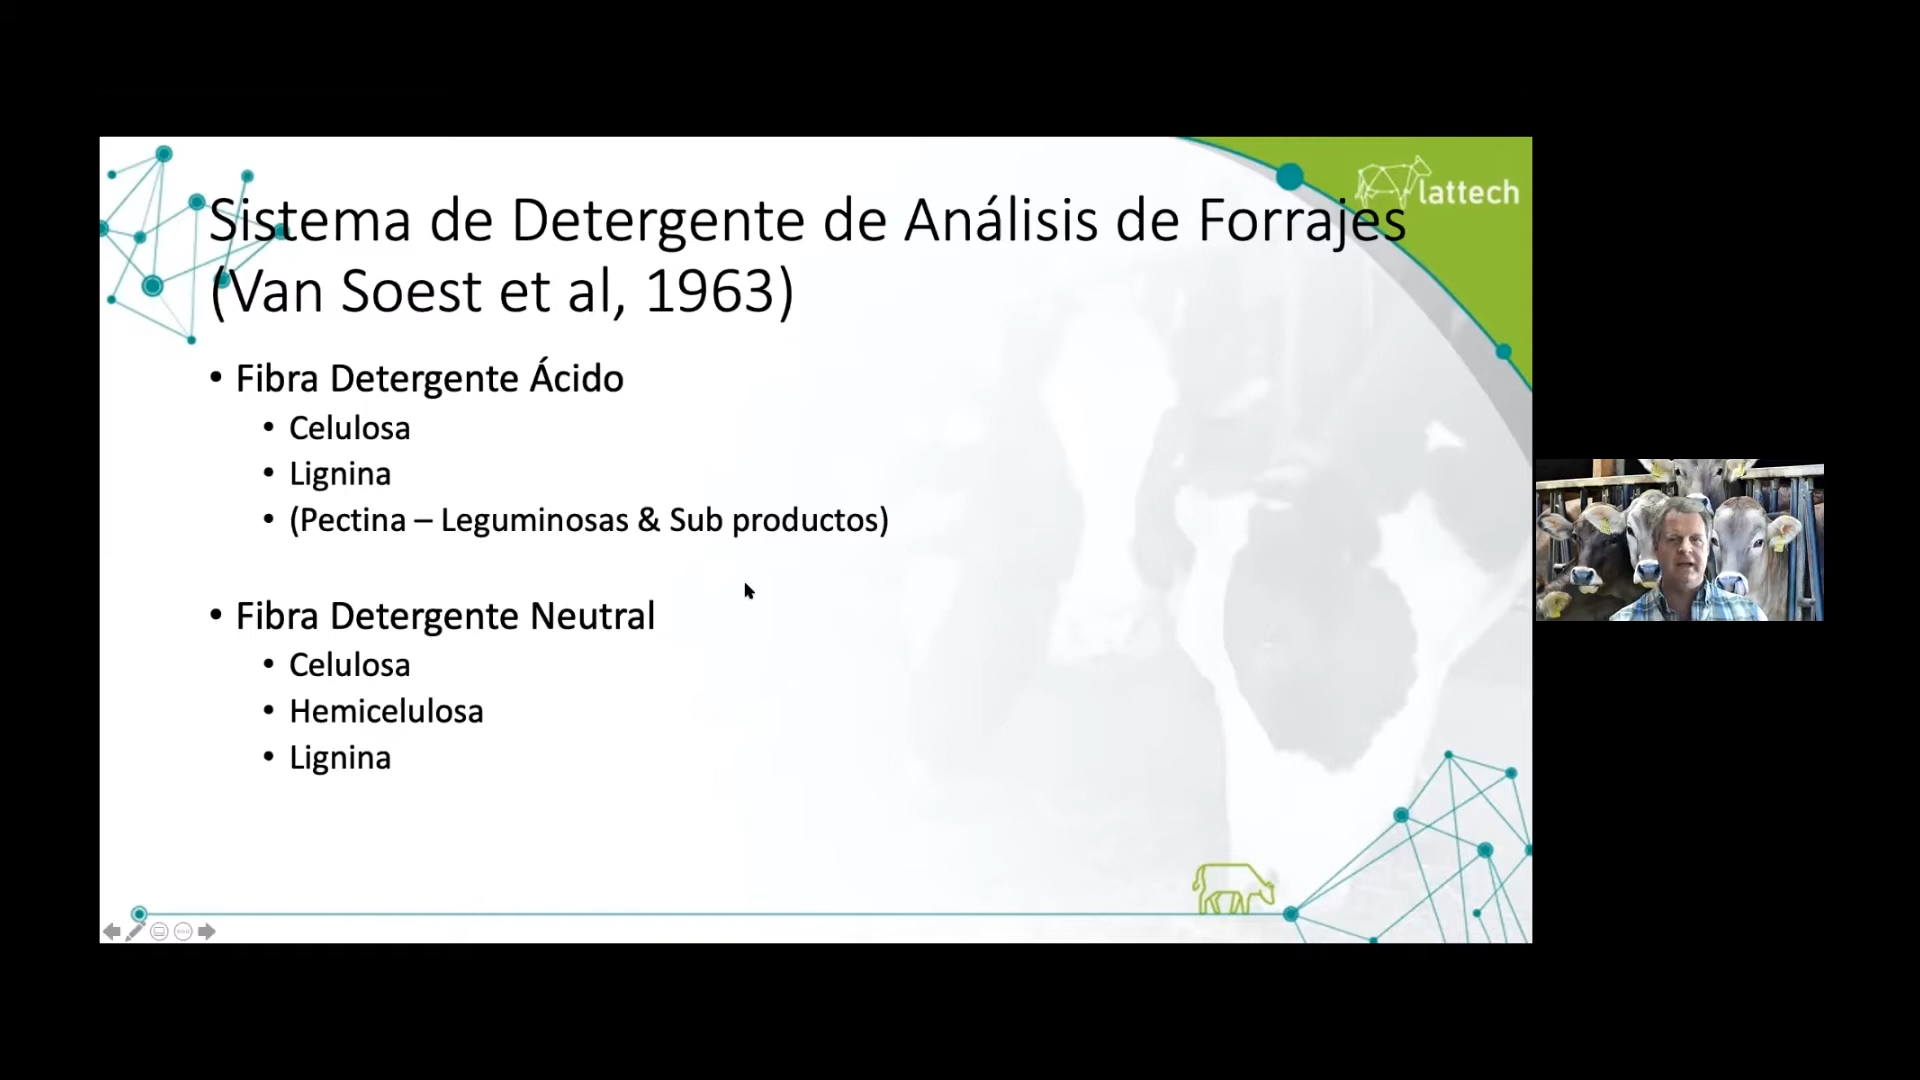 lattech
Sistema de Detergente de Análisis de Forrajes
(Van Soest et al, 1963)
• Fibra Detergente Ácido
• Celulosa
• Lignina
• (Pectina – Leguminosas & Sub productos)
• Fibra Detergente Neutral
• Celulosa
• Hemicelulosa
• Lignina